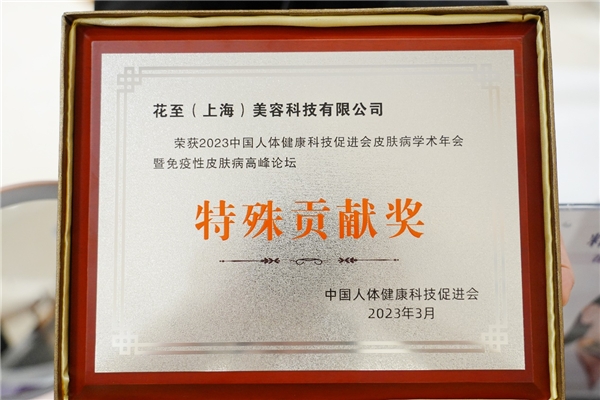 花至（上海）美容科技有限公司
荣获2023中国人体健康科技促进会皮肤病学术年会
暨免疫性皮肤病高峰论坛
特殊贡献奖
中国人体健康科技促进会
2023年3月